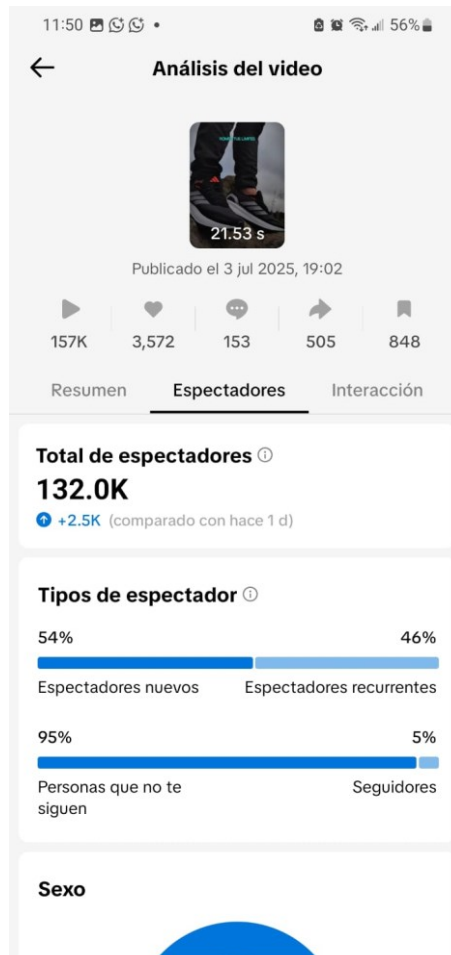 11:50
56%
Análisis del video
21.53 s
Publicado el 3 jul 2025, 19:02
157K 3,572 153 505 848
Resumen Espectadores Interacción
Total de espectadores
132.0K
+2.5K (comparado con hace 1 d)
Tipos de espectador
54% 46%
Espectadores nuevos Espectadores recurrentes
95% 5%
Personas que no te siguen Seguidores
Sexo